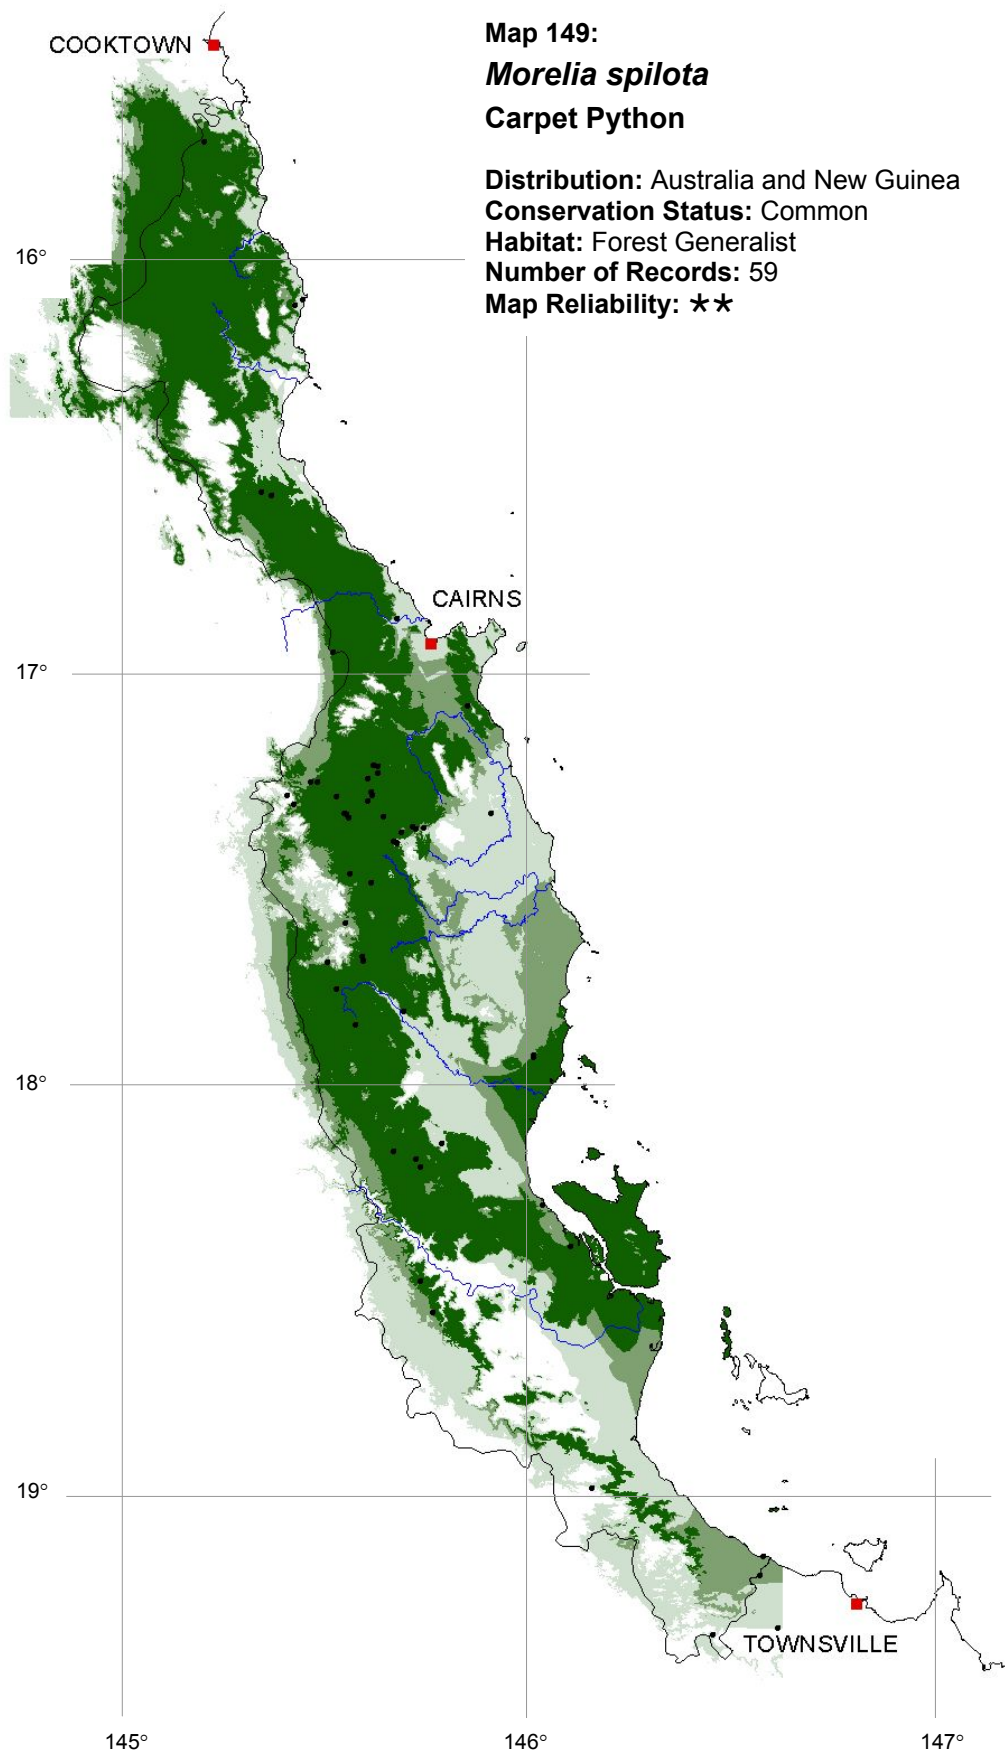 Map 149:
Morelia spilota
Carpet Python
Distribution: Australia and New Guinea
Conservation Status: Common
Habitat: Forest Generalist
Number of Records: 59
Map Reliability: **
COOKTOWN
16°
CAIRNS
17°
18°
19°
TOWNSVILLE
145°
146°
147°